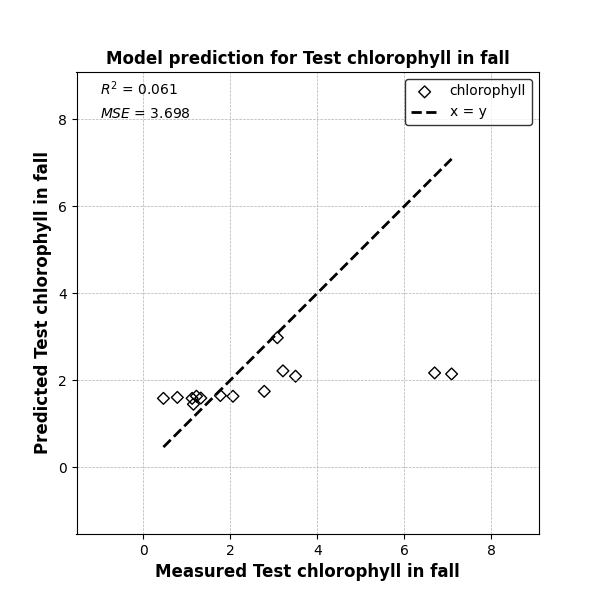 Model prediction for Test chlorophyll in fall
R² = 0.061
MSE = 3.698
chlorophyll
x = y
8
6
4
2
0
Predicted Test chlorophyll in fall
0 2 4 6 8
Measured Test chlorophyll in fall